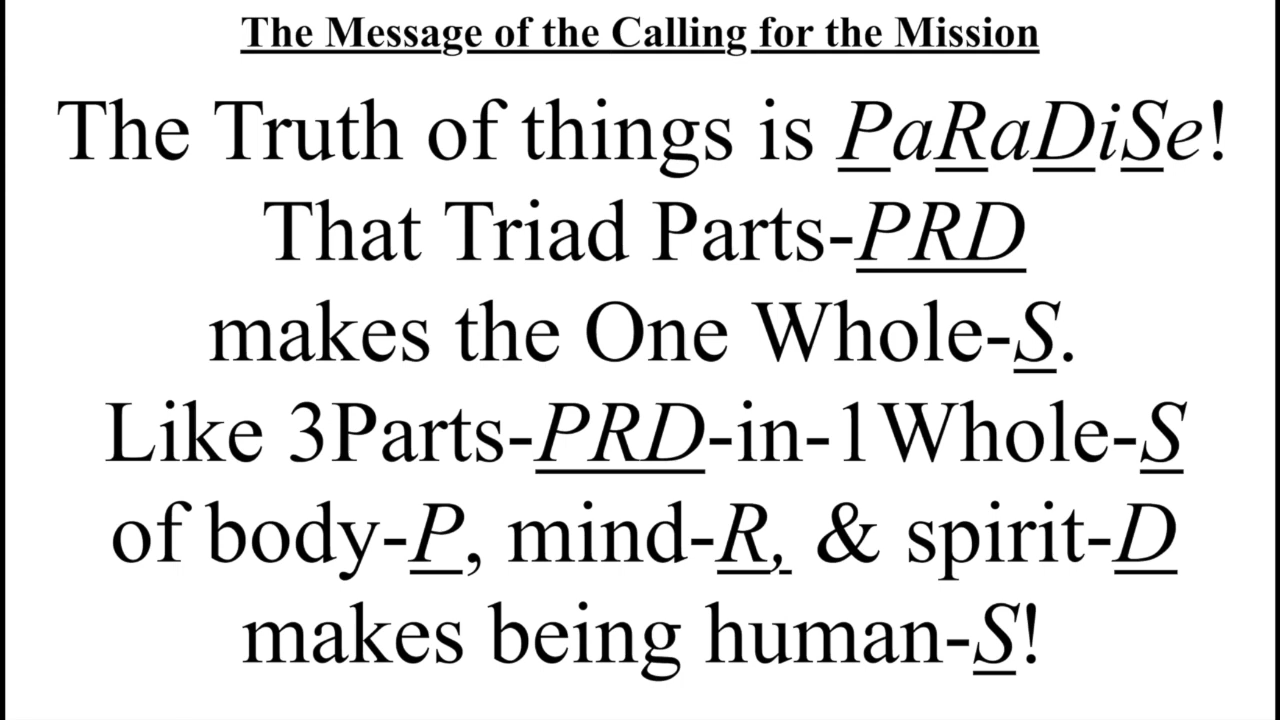 The Message of the Calling for the Mission
The Truth of things is PaRaDiSe!
That Triad Parts-PRD
makes the One Whole-S.
Like 3Parts-PRD-in-1Whole-S
of body-P, mind-R, & spirit-D
makes being human-S!